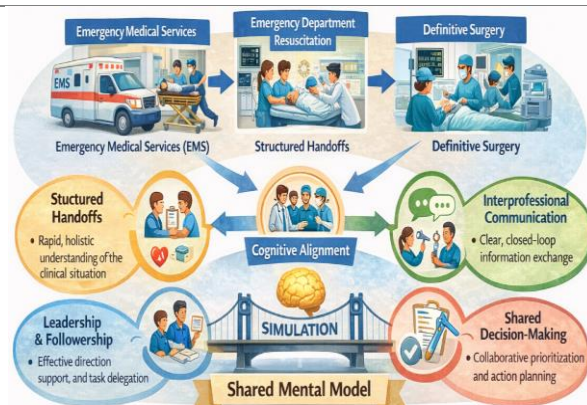 Emergency Medical Services
Emergency Department
Resuscitation
Definitive Surgery
EMS
Emergency Medical Services (EMS)
Structured Handoffs
Definitive Surgery
Stuctured
Handoffs
• Rapid, holistic
understanding of the
clinical situation
Interprofessional
Communication
• Clear, closed-loop
information exchange
Cognitive Alignment
Leadership
& Followership
• Effective direction
support, and task delegation
SIMULATION
Shared
Decision-Making
• Collaborative prioritization
and action planning
Shared Mental Model